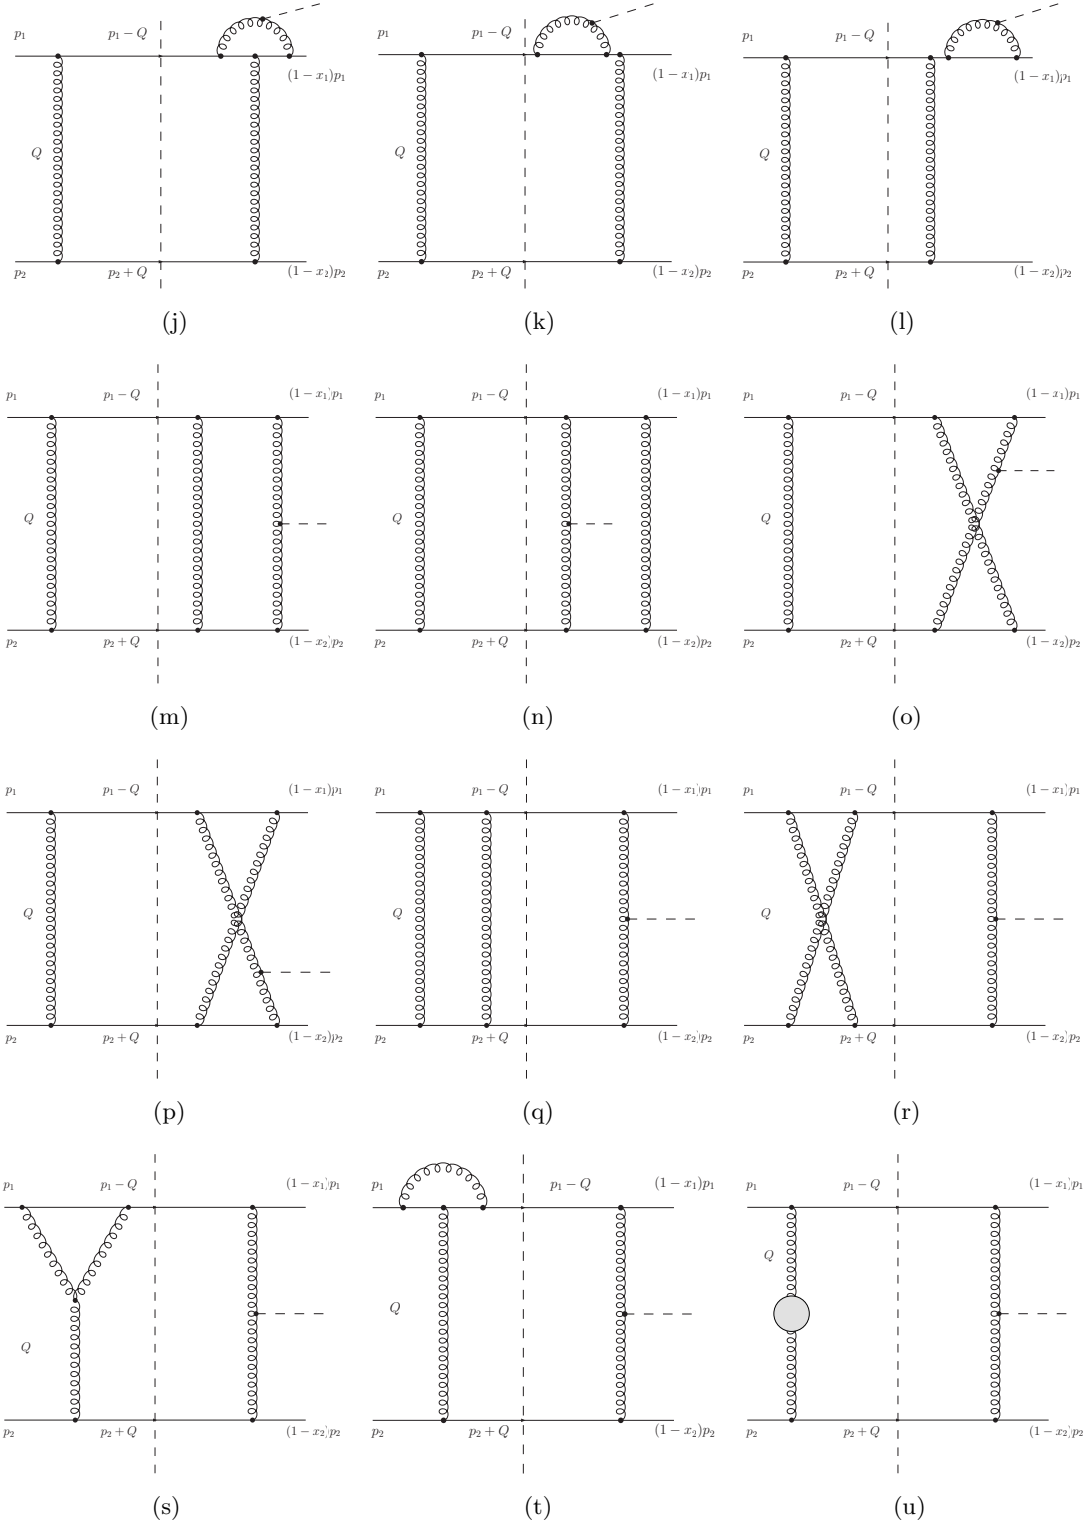 p₁ p₁ − Q p₁ p₁ − Q p₁ p₁ − Q
(1 − x₁)p₁ (1 − x₁)p₁ (1 − x₁)p₁
Q Q Q
p₂ p₂ + Q (1 − x₂)p₂ p₂ p₂ + Q (1 − x₂)p₂ p₂ p₂ + Q (1 − x₂)p₂
(j) (k) (l)
p₁ p₁ − Q (1 − x₁)p₁ p₁ p₁ − Q (1 − x₁)p₁ p₁ p₁ − Q (1 − x₁)p₁
Q Q Q
p₂ p₂ + Q (1 − x₂)p₂ p₂ p₂ + Q (1 − x₂)p₂ p₂ p₂ + Q (1 − x₂)p₂
(m) (n) (o)
p₁ p₁ − Q (1 − x₁)p₁ p₁ p₁ − Q (1 − x₁)p₁ p₁ p₁ − Q (1 − x₁)p₁
Q Q Q
p₂ p₂ + Q (1 − x₂)p₂ p₂ p₂ + Q (1 − x₂)p₂ p₂ p₂ + Q (1 − x₂)p₂
(p) (q) (r)
p₁ p₁ − Q (1 − x₁)p₁ p₁ p₁ − Q (1 − x₁)p₁ p₁ p₁ − Q (1 − x₁)p₁
Q
Q
Q
p₂ p₂ + Q (1 − x₂)p₂ p₂ p₂ + Q (1 − x₂)p₂ p₂ p₂ + Q (1 − x₂)p₂
(s) (t) (u)